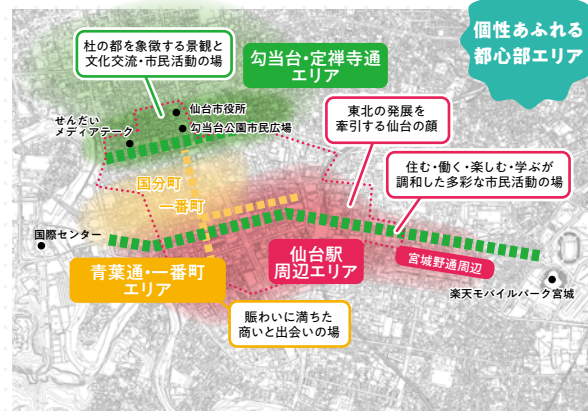 個性あふれる
都心部エリア
杜の都を象徴する景観と
文化交流・市民活動の場
勾当台・定禅寺通
エリア
仙台市役所
せんだい
メディアテーク
勾当台公園市民広場
東北の発展を
牽引する仙台の顔
住む・働く・楽しむ・学ぶが
調和した多彩な市民活動の場
国分町
一番町
国際センター
青葉通・一番町
エリア
仙台駅
周辺エリア
宮城野通周辺
楽天モバイルパーク宮城
賑わいに満ちた
商いと出会いの場